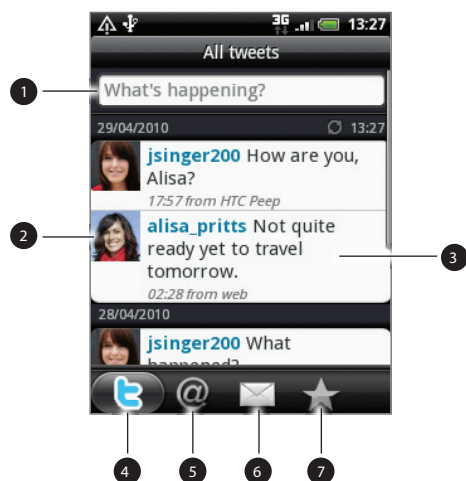 3G 13:27
All tweets
1
What's happening?
29/04/2010 13:27
jsinger200 How are you,
Alisa?
17:57 from HTC Peep
2
alisa_pritts Not quite
ready yet to travel
tomorrow.
3
02:28 from web
28/04/2010
jsinger200 What
happened?
@
4 5 6 7